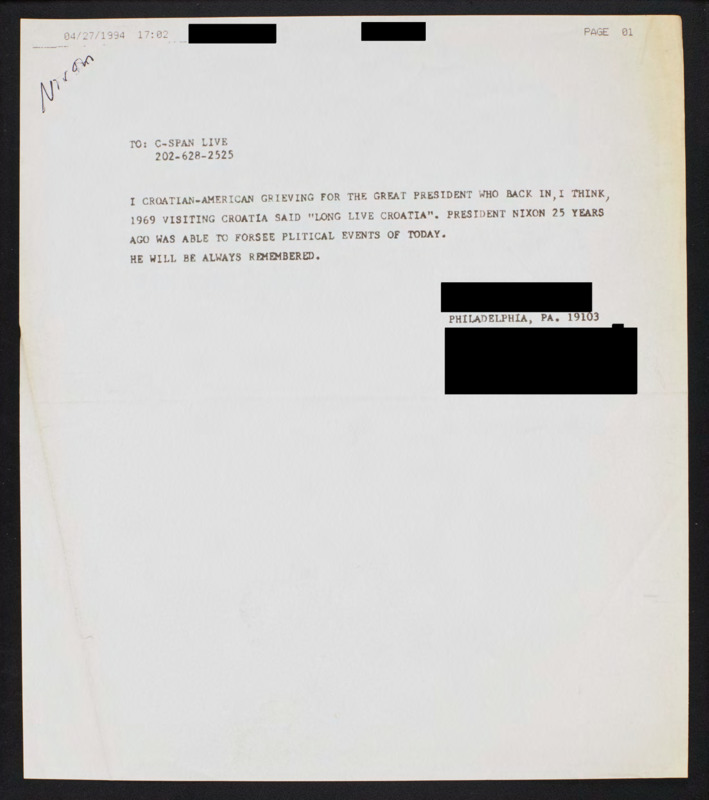 04/27/1994 17:02 PAGE 01
Nixon
TO: C-SPAN LIVE
202-628-2525
I CROATIAN-AMERICAN GRIEVING FOR THE GREAT PRESIDENT WHO BACK IN,I THINK,
1969 VISITING CROATIA SAID "LONG LIVE CROATIA". PRESIDENT NIXON 25 YEARS
AGO WAS ABLE TO FORSEE PLITICAL EVENTS OF TODAY.
HE WILL BE ALWAYS REMEMBERED.
PHILADELPHIA, PA. 19103